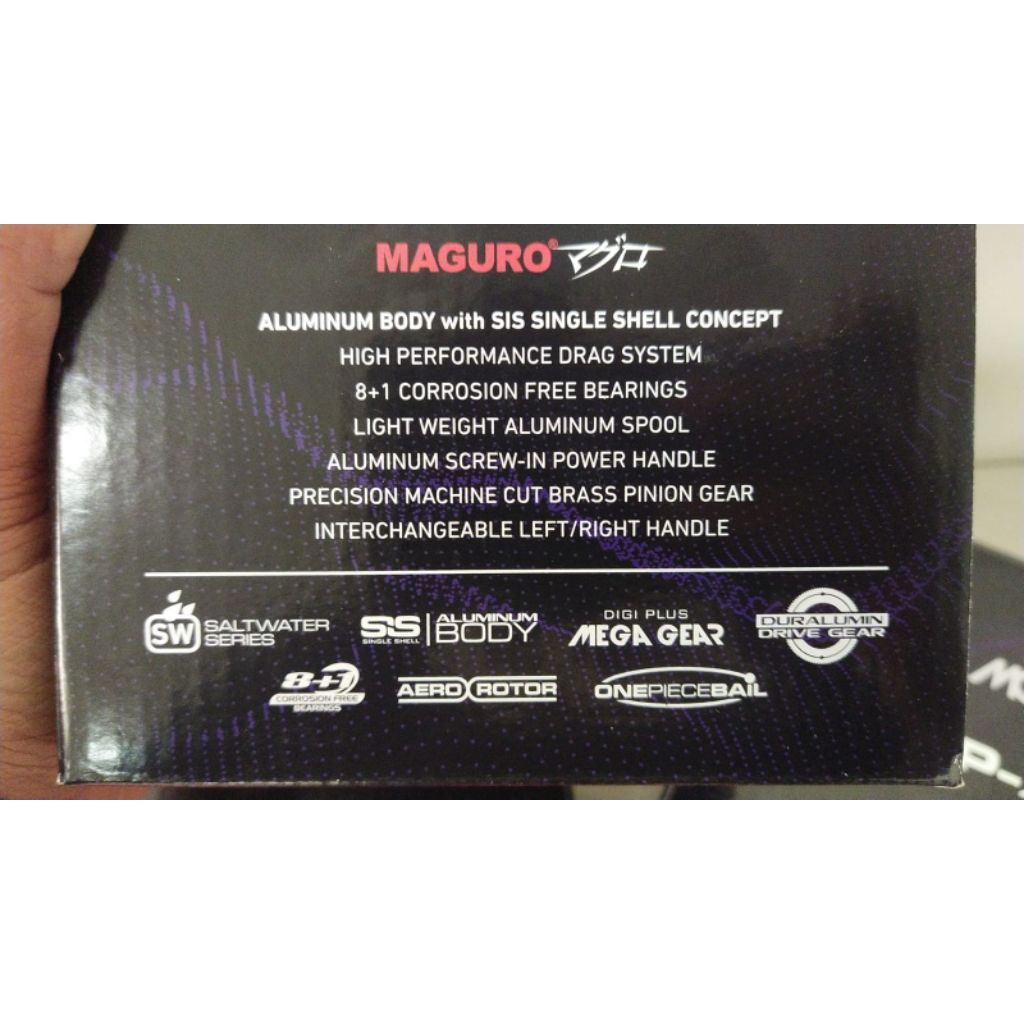 MAGURO® マグロ
ALUMINUM BODY with SIS SINGLE SHELL CONCEPT
HIGH PERFORMANCE DRAG SYSTEM
8+1 CORROSION FREE BEARINGS
LIGHT WEIGHT ALUMINUM SPOOL
ALUMINUM SCREW-IN POWER HANDLE
PRECISION MACHINE CUT BRASS PINION GEAR
INTERCHANGEABLE LEFT/RIGHT HANDLE
SW SALTWATER SERIES
SiS SINGLE SHELL ALUMINUM BODY
DIGI PLUS MEGA GEAR
DURALUMIN DRIVE GEAR
8+1 CORROSION FREE BEARINGS
AERO ROTOR
ONEPIECEBAIL